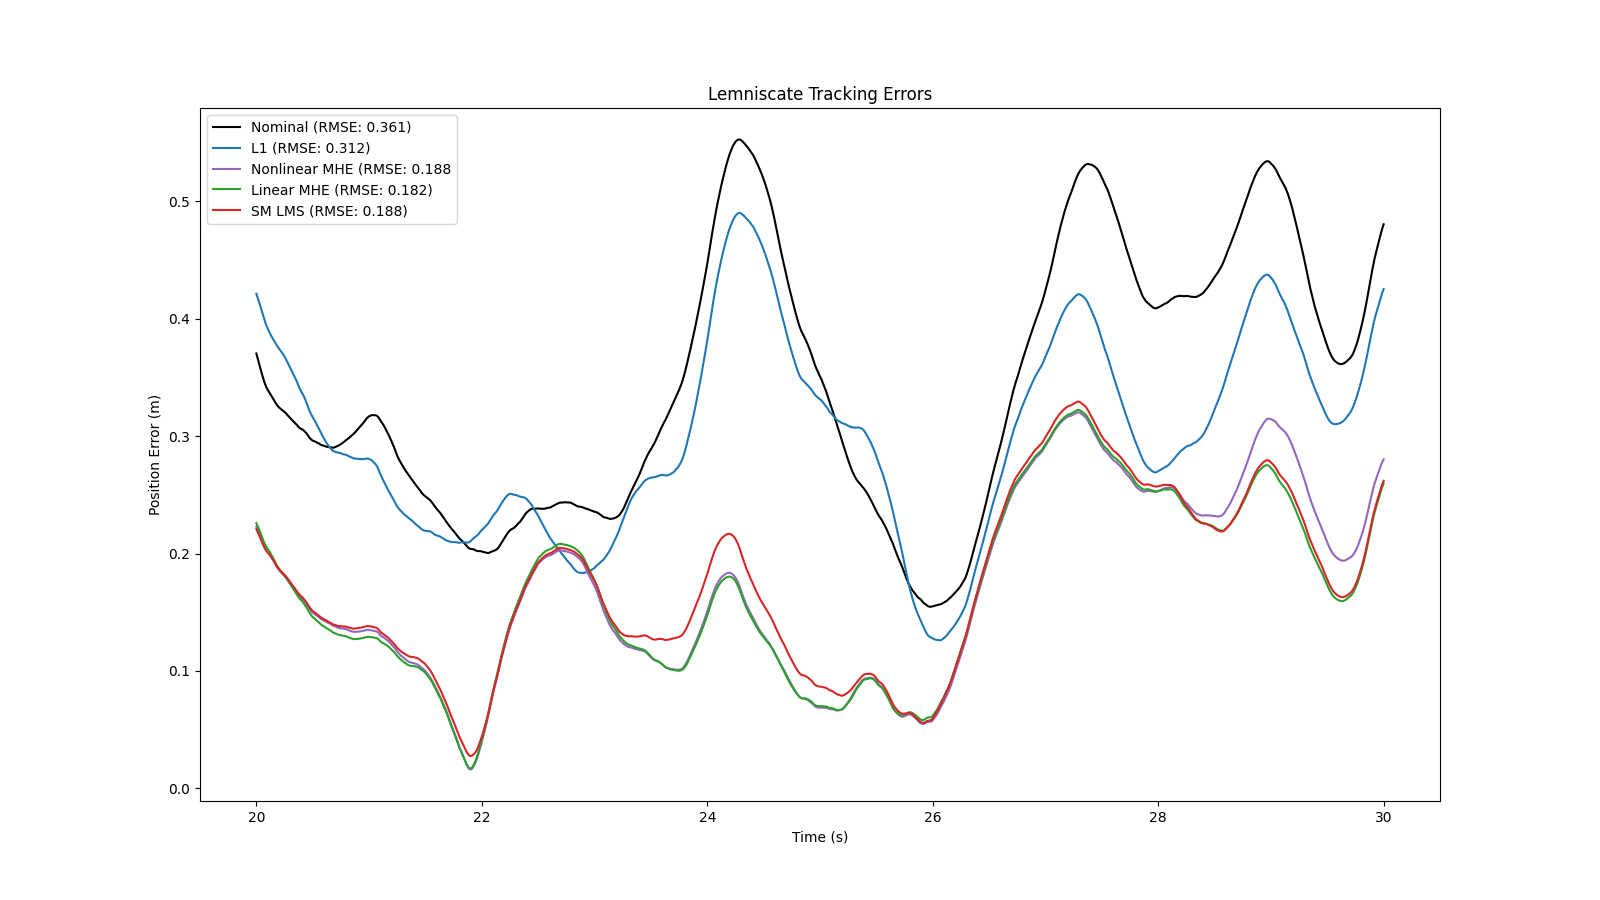 Lemniscate Tracking Errors
Nominal (RMSE: 0.361)
L1 (RMSE: 0.312)
Nonlinear MHE (RMSE: 0.188
Linear MHE (RMSE: 0.182)
SM LMS (RMSE: 0.188)
Position Error (m)
0.5
0.4
0.3
0.2
0.1
0.0
20 22 24 26 28 30
Time (s)